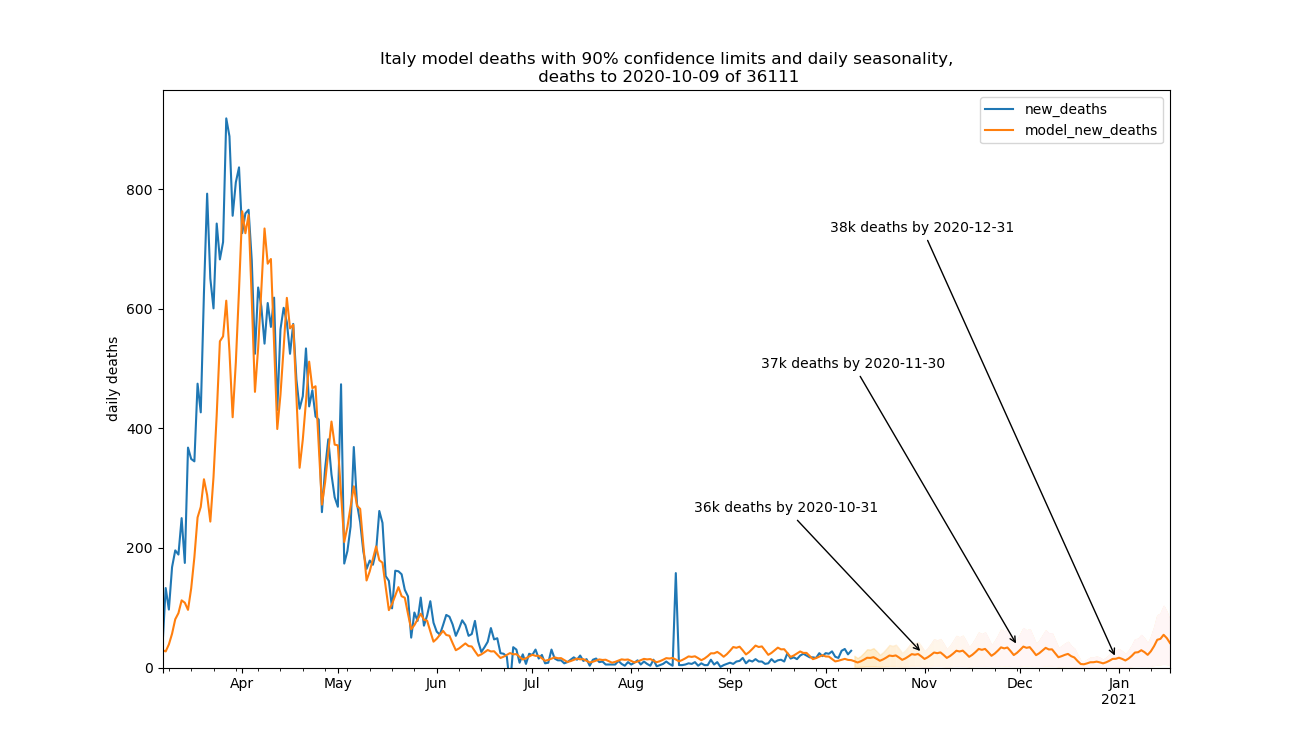 Italy model deaths with 90% confidence limits and daily seasonality,
deaths to 2020-10-09 of 36111
new_deaths
model_new_deaths
daily deaths
800
600
400
200
0
38k deaths by 2020-12-31
37k deaths by 2020-11-30
36k deaths by 2020-10-31
Apr
May
Jun
Jul
Aug
Sep
Oct
Nov
Dec
Jan
2021